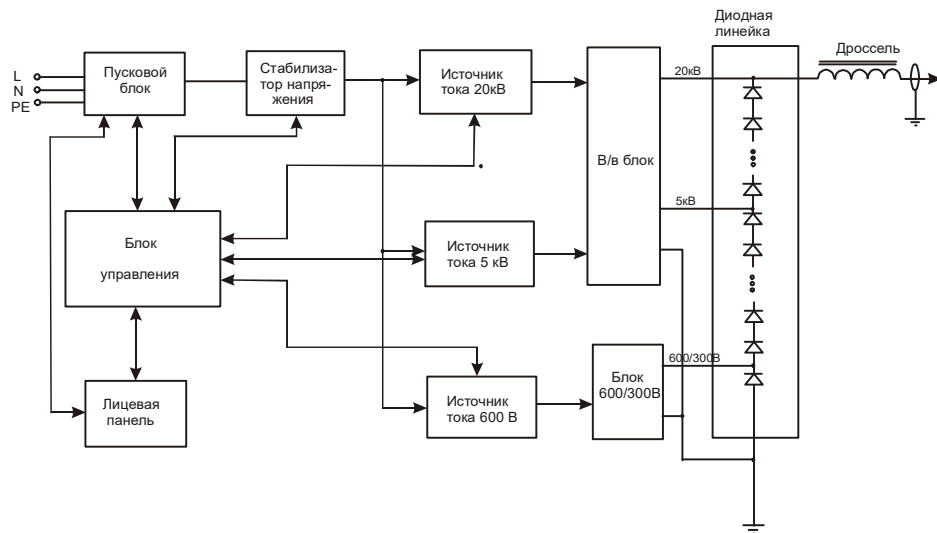 Диодная
линейка
Дроссель
L
N
PE
Пусковой
блок
Стабилиза-
тор напря-
жения
Источник
тока 20кВ
В/в блок
20кВ
5кВ
Блок
управления
Источник
тока 5 кВ
Лицевая
панель
Источник
тока 600 В
Блок
600/300В
600/300В